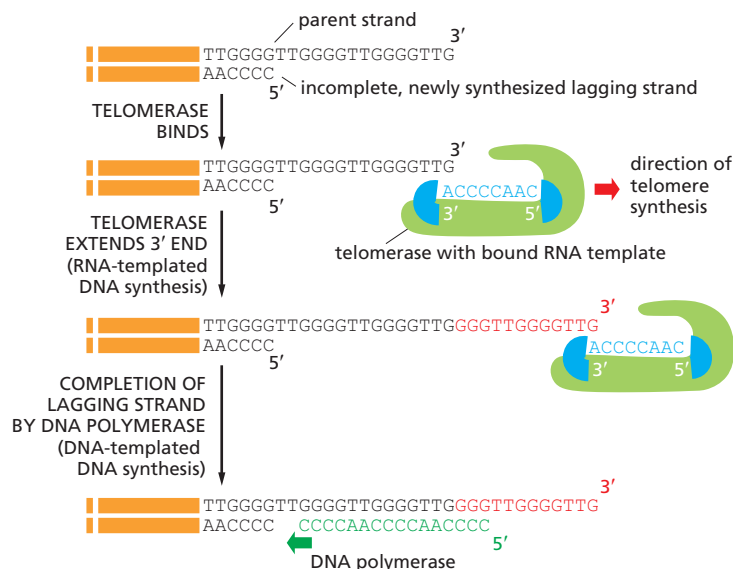 parent strand
3′
TTGGGGTTGGGGTTGGGGTTG
AACCCC
5′
incomplete, newly synthesized lagging strand
TELOMERASE
BINDS
3′
TTGGGGTTGGGGTTGGGGTTG
AACCCC
5′
ACCCCAAC
3′ 5′
direction of
telomere
synthesis
telomerase with bound RNA template
TELOMERASE
EXTENDS 3′ END
(RNA-templated
DNA synthesis)
3′
TTGGGGTTGGGGTTGGGGTTGGGGTTGGGGTTG
AACCCC
5′
ACCCCAAC
3′ 5′
COMPLETION OF
LAGGING STRAND
BY DNA POLYMERASE
(DNA-templated
DNA synthesis)
3′
TTGGGGTTGGGGTTGGGGTTGGGGTTGGGGTTG
AACCCC CCCCAACCCCAACCCC
5′
DNA polymerase